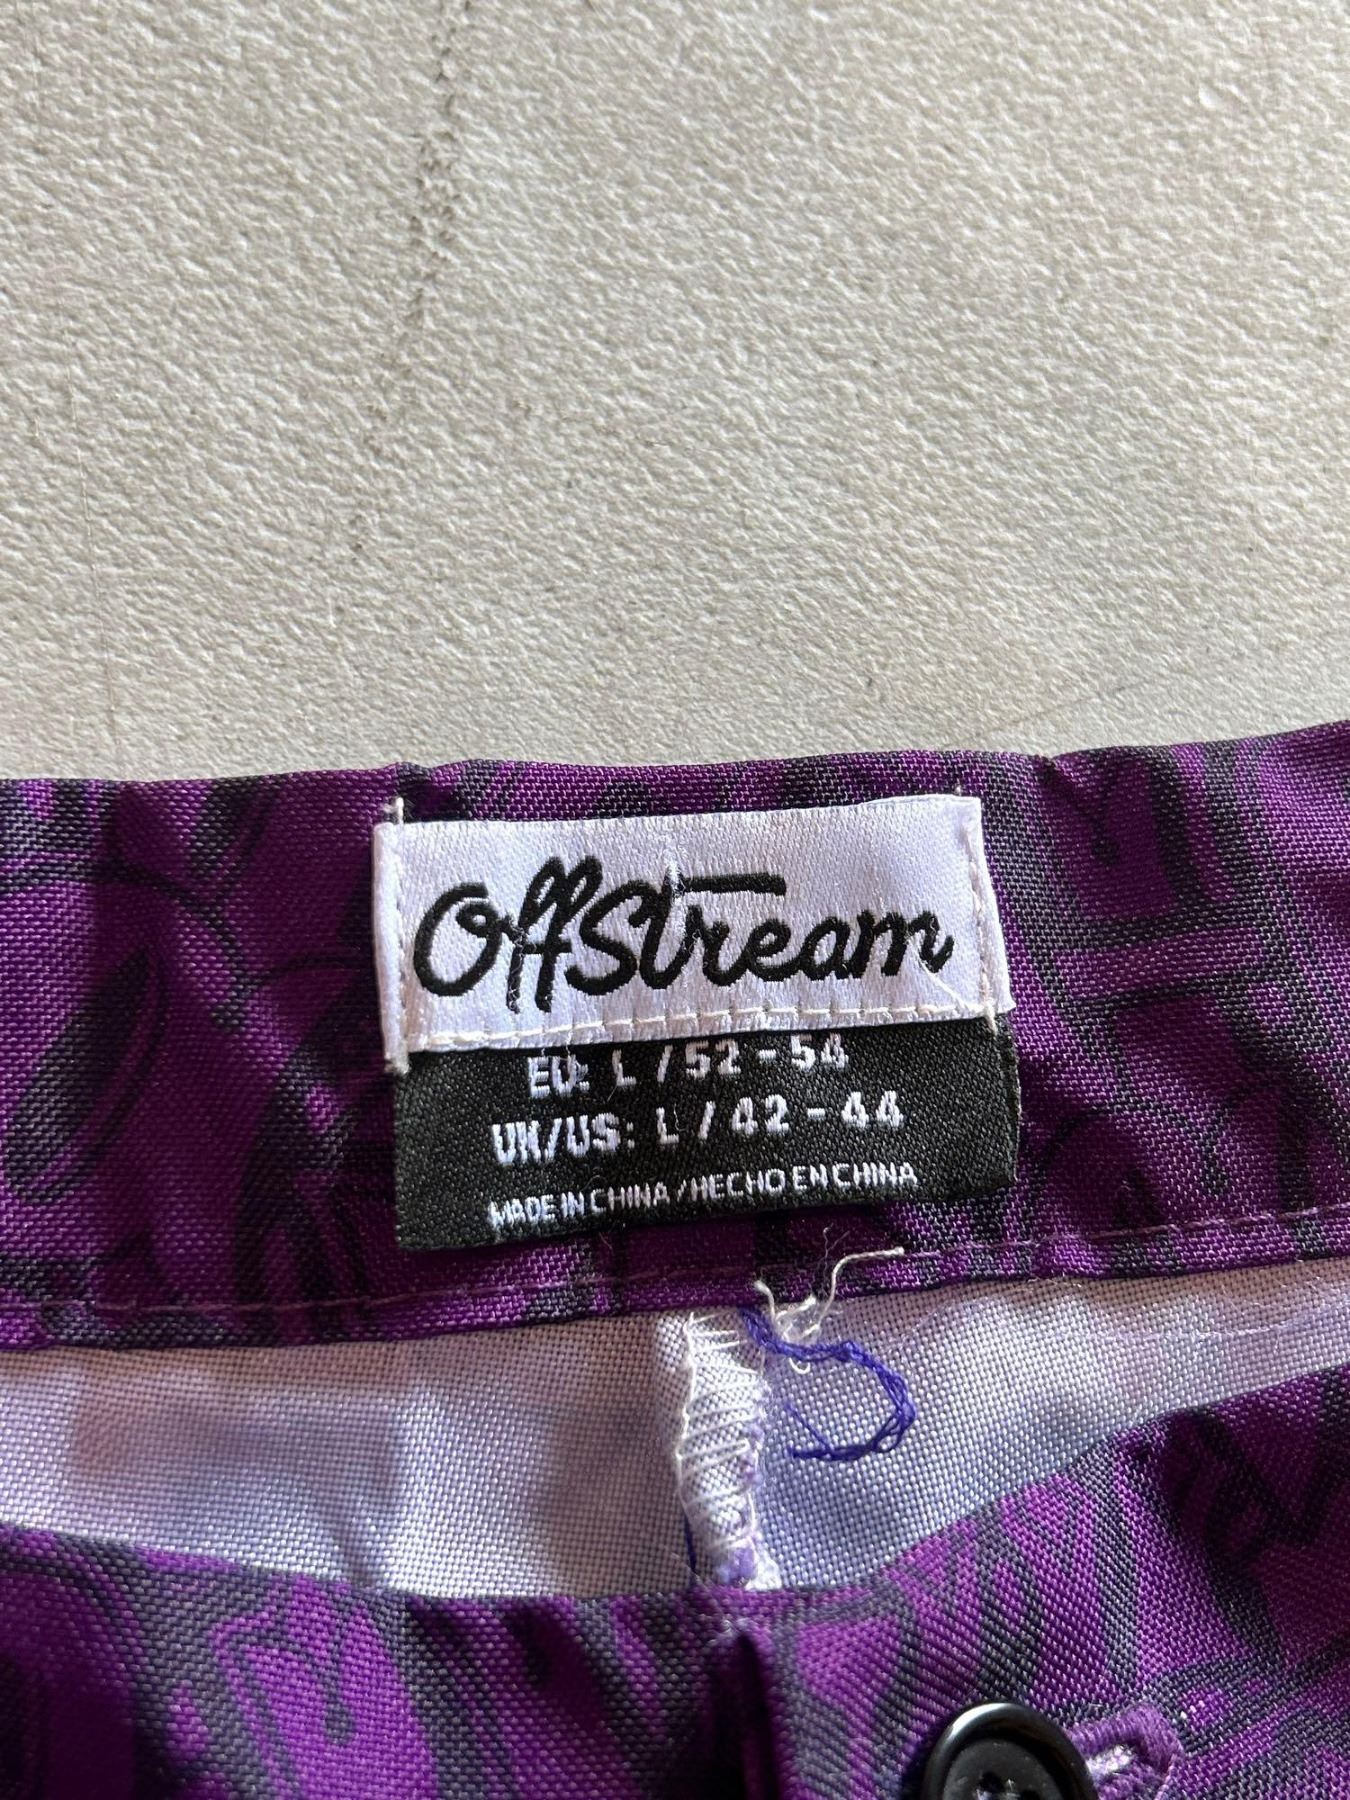 OffStream
EU: L / 52 - 54
UK/US: L / 42 - 44
MADE IN CHINA / HECHO EN CHINA